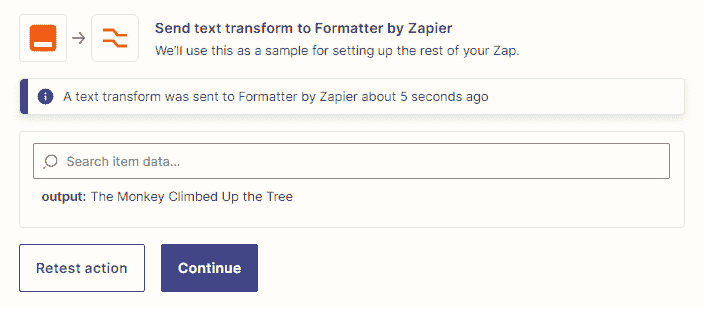 Send text transform to Formatter by Zapier
We'll use this as a sample for setting up the rest of your Zap.
A text transform was sent to Formatter by Zapier about 5 seconds ago
Search item data...
output: The Monkey Climbed Up the Tree
Retest action
Continue